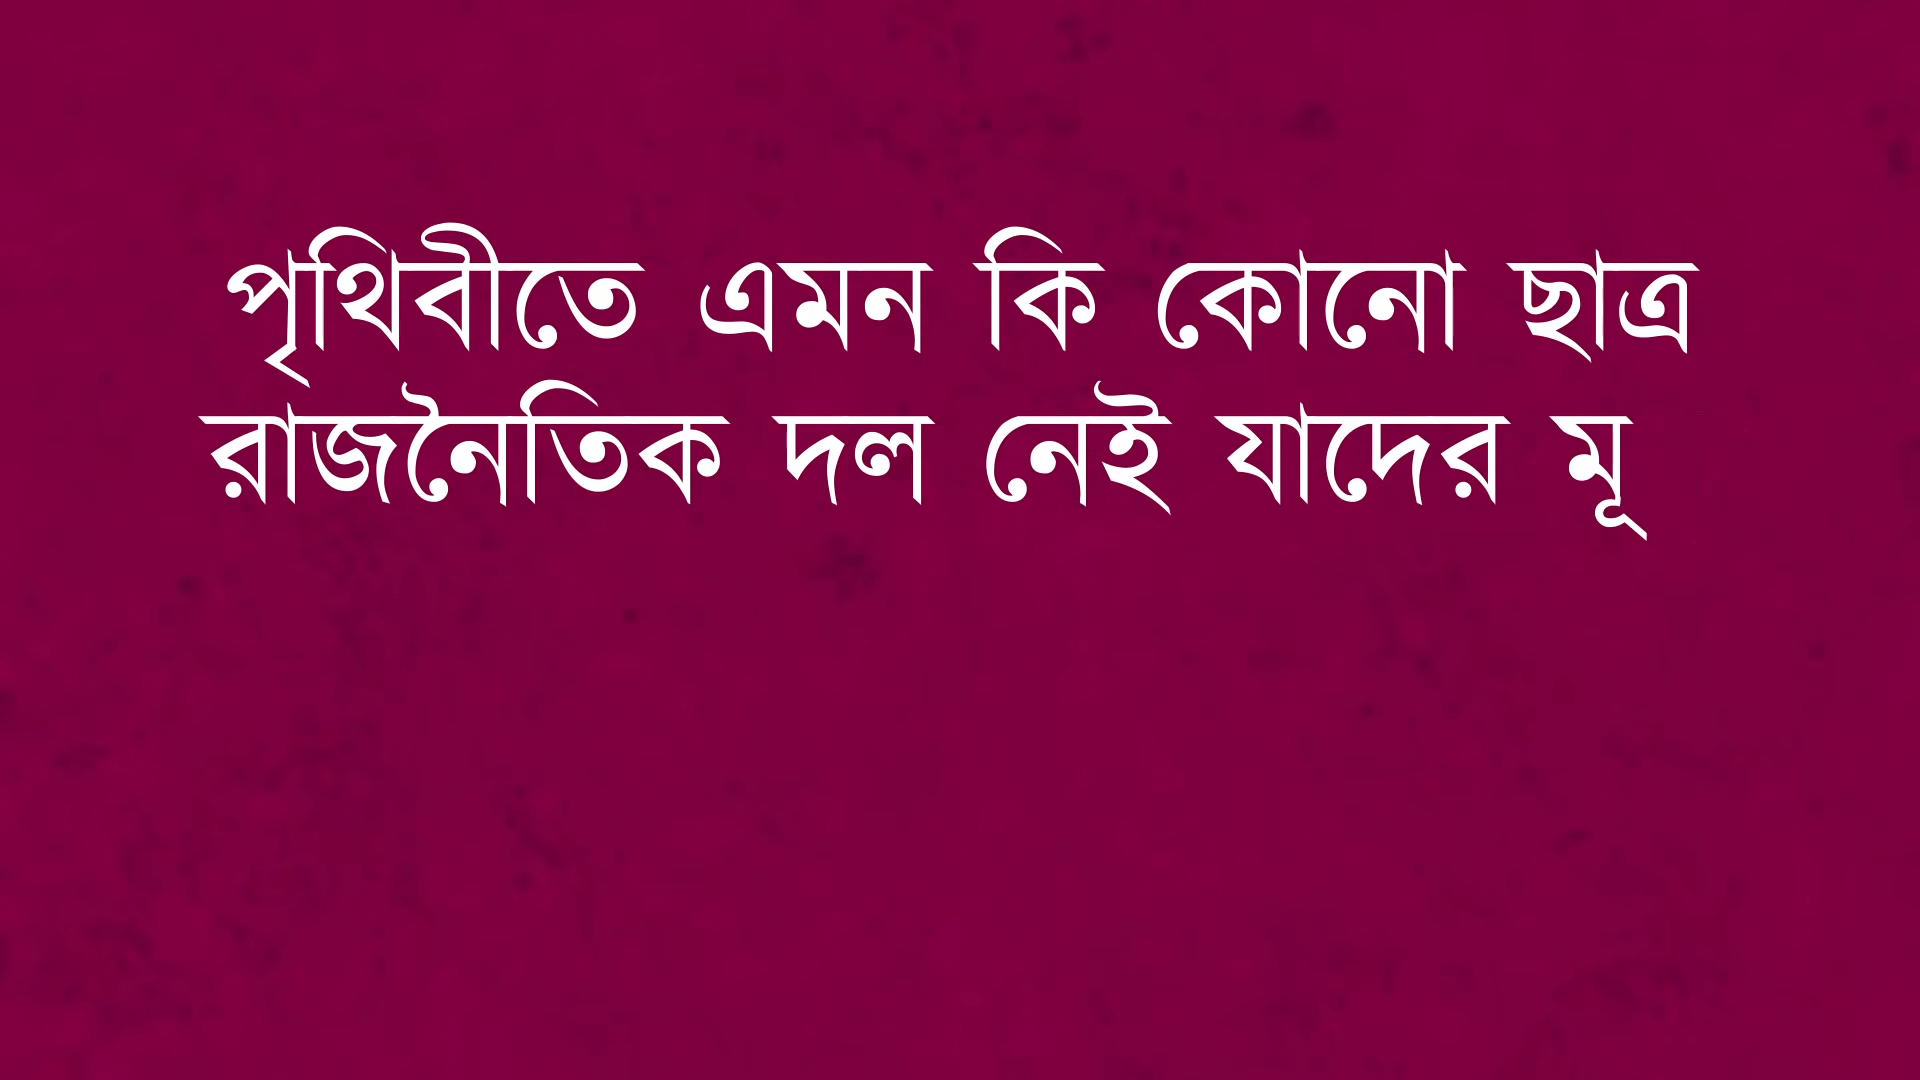 পৃথিবীতে এমন কি কোনো ছাত্র
রাজনৈতিক দল নেই যাদের মূ